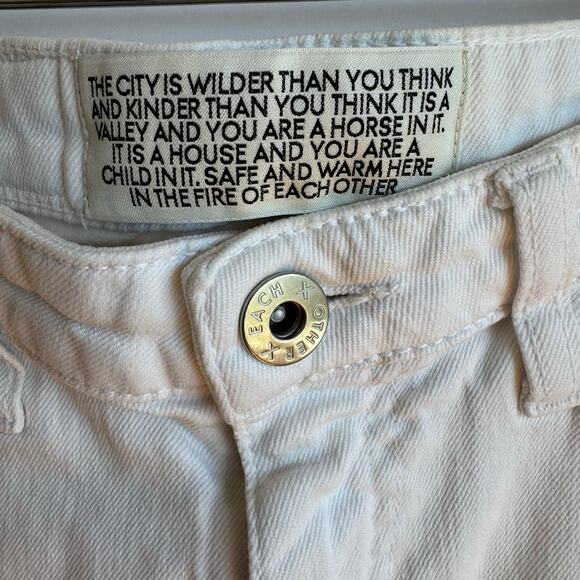 THE CITY IS WILDER THAN YOU THINK
AND KINDER THAN YOU THINK IT IS A
VALLEY AND YOU ARE A HORSE IN IT.
IT IS A HOUSE AND YOU ARE A
CHILD IN IT. SAFE AND WARM HERE
IN THE FIRE OF EACH OTHER
EACH X OTHER X